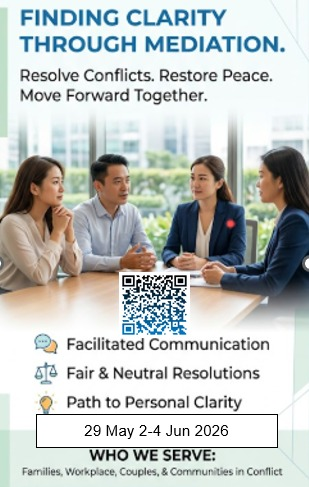 FINDING CLARITY
THROUGH MEDIATION.
Resolve Conflicts. Restore Peace.
Move Forward Together.
Facilitated Communication
Fair & Neutral Resolutions
Path to Personal Clarity
29 May 2-4 Jun 2026
WHO WE SERVE:
Families, Workplace, Couples, & Communities in Conflict